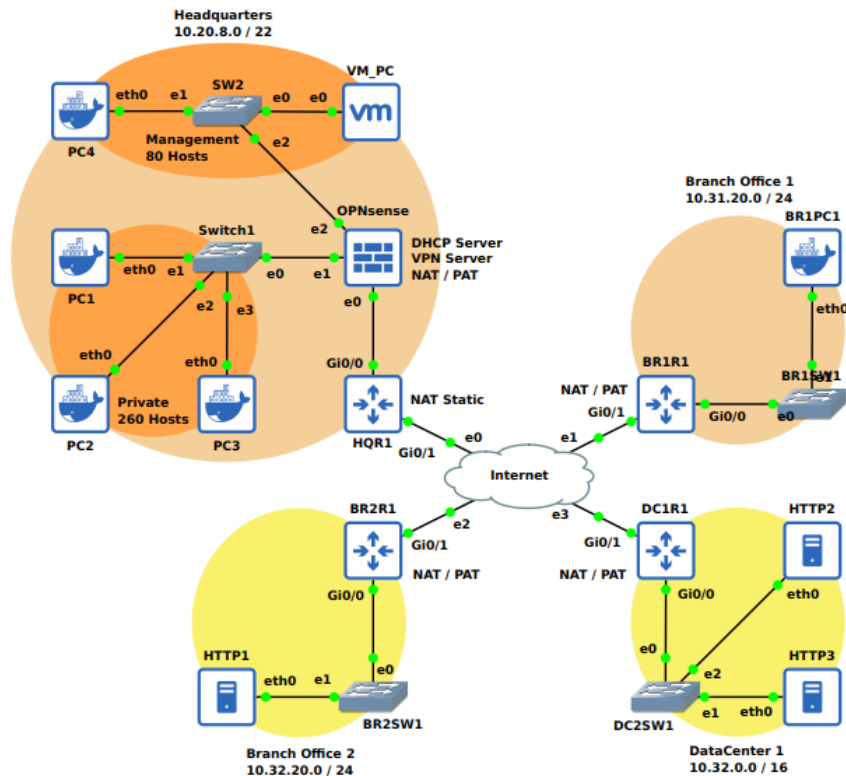 Headquarters
10.20.8.0 / 22
SW2
VM_PC
eth0
e1
e0
e0
vm
PC4
Management
80 Hosts
e2
OPNsense
e2
DHCP Server
VPN Server
NAT / PAT
Switch1
eth0
e1
e0
e1
PC1
e2
e3
e0
eth0
eth0
Gi0/0
Private
260 Hosts
PC2
PC3
NAT Static
HQR1
Gi0/1
e0
Internet
Branch Office 1
10.31.20.0 / 24
BR1PC1
eth0
e1
BR1SW1
BR1R1
NAT / PAT
Gi0/1
e1
Gi0/0
e0
BR2R1
e2
Gi0/1
NAT / PAT
Gi0/0
HTTP1
e0
eth0
e1
BR2SW1
Branch Office 2
10.32.20.0 / 24
e3
DC1R1
Gi0/1
NAT / PAT
Gi0/0
HTTP2
eth0
e0
e2
HTTP3
e1
eth0
DC2SW1
DataCenter 1
10.32.0.0 / 16